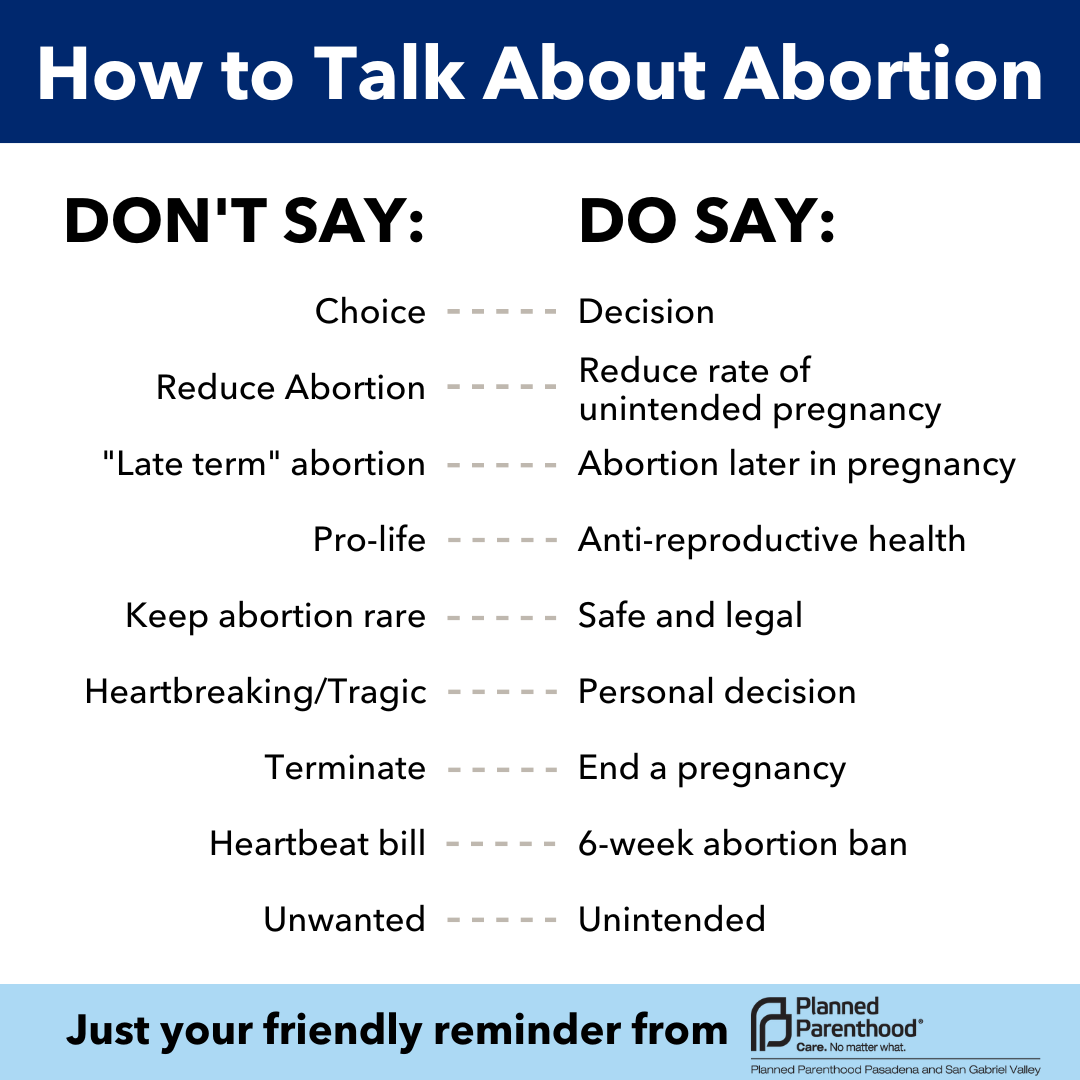 How to Talk About Abortion
DON'T SAY:
DO SAY:
Choice - - - - - Decision
Reduce Abortion - - - - - Reduce rate of
unintended pregnancy
"Late term" abortion - - - - - Abortion later in pregnancy
Pro-life - - - - - Anti-reproductive health
Keep abortion rare - - - - - Safe and legal
Heartbreaking/Tragic - - - - - Personal decision
Terminate - - - - - End a pregnancy
Heartbeat bill - - - - - 6-week abortion ban
Unwanted - - - - - Unintended
Just your friendly reminder from
Planned
Parenthood®
Care. No matter what.
Planned Parenthood Pasadena and San Gabriel Valley